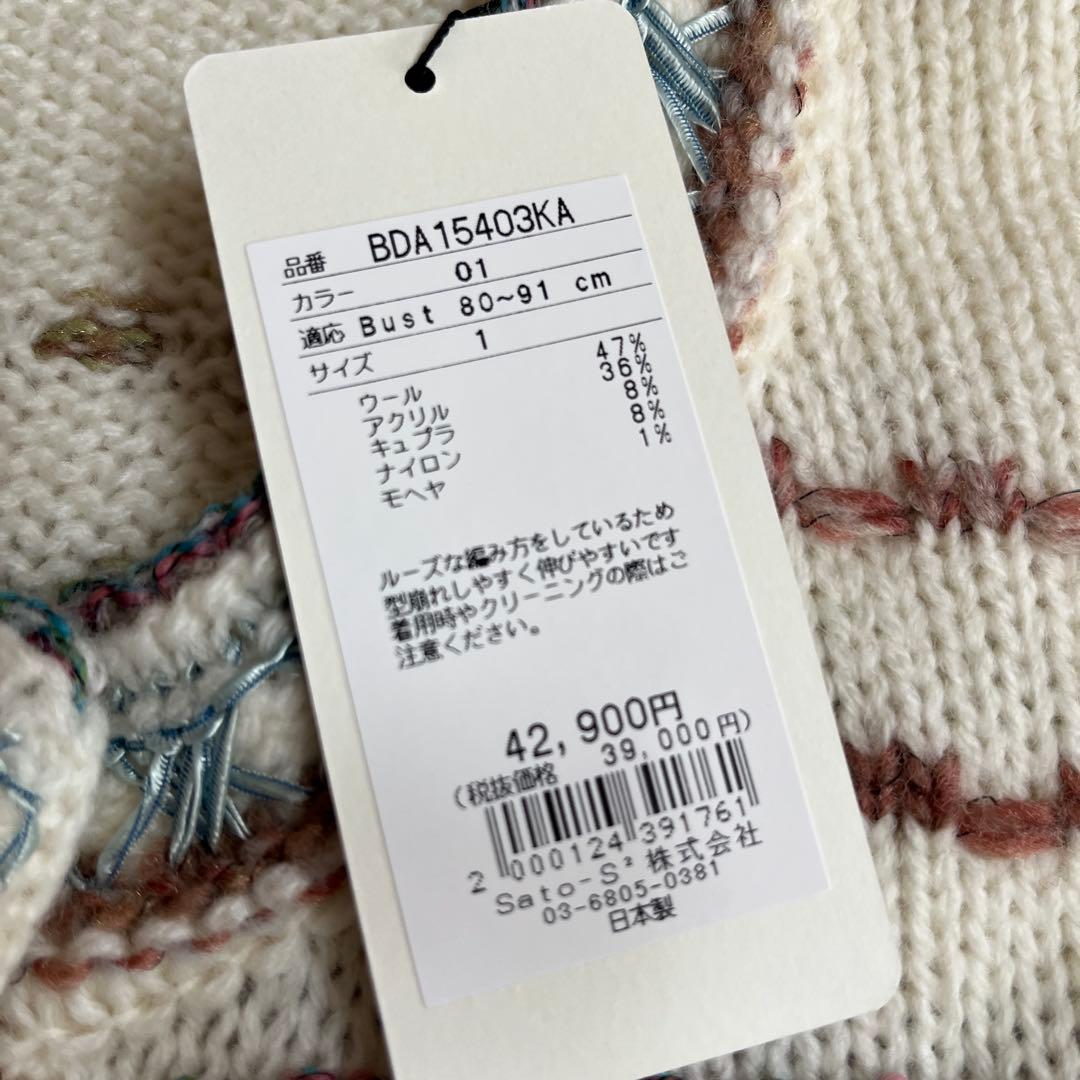 品番 BDA15403KA
カラー 01
適応 Bust 80~91 cm
サイズ 1
ウール 47%
アクリル 36%
キュプラ 8%
ナイロン 8%
モヘヤ 1%
ルーズな編み方をしているため
型崩れしやすく伸びやすいです
着用時やクリーニングの際はご
注意ください。
42,900円
(税抜価格 39,000円)
2 000124 391761
Sato-S² 株式会社
03-6805-0381
日本製